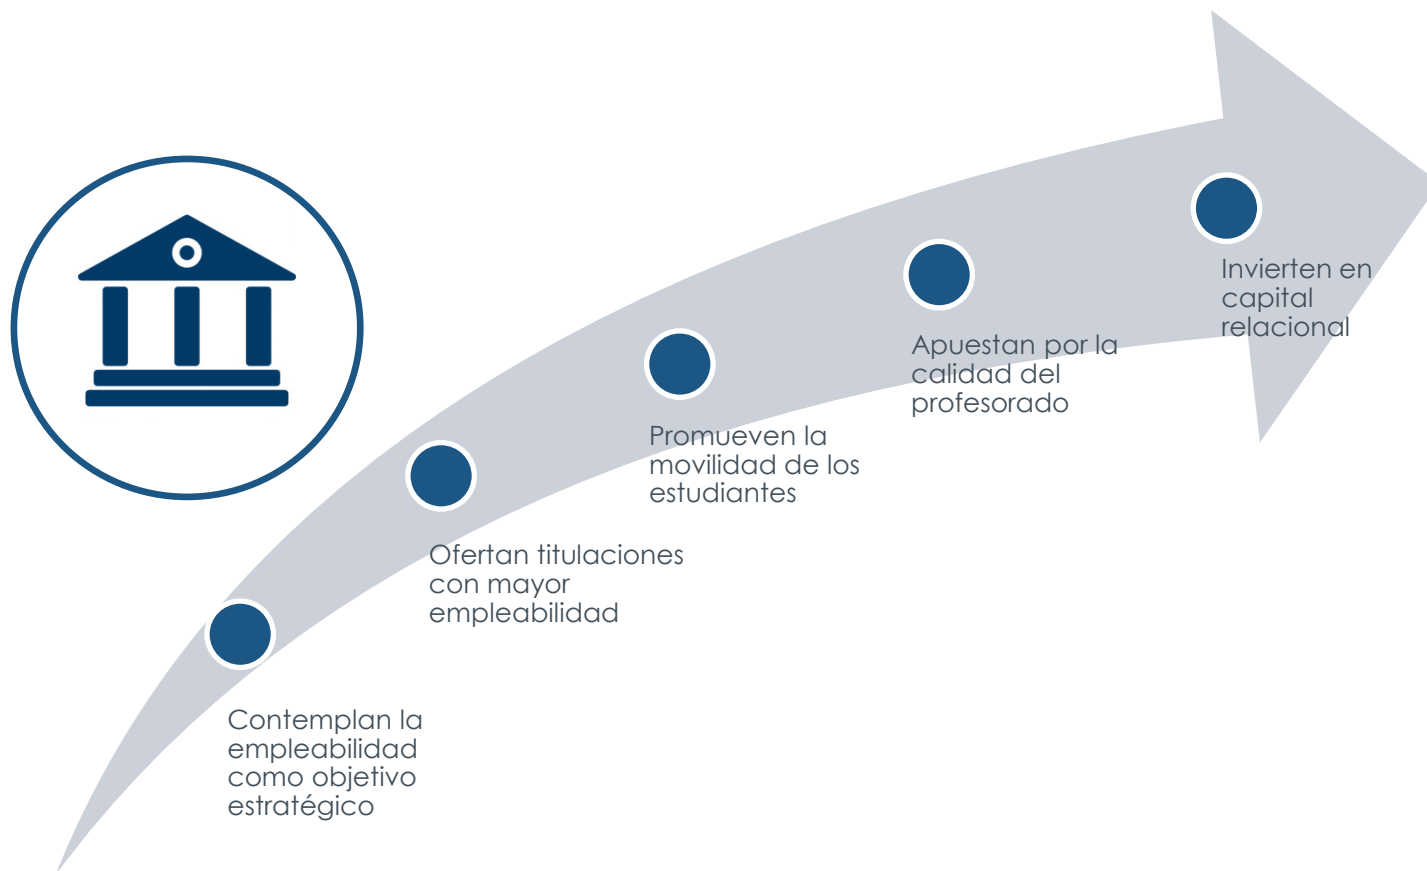 Contemplan la
empleabilidad
como objetivo
estratégico
Ofertan titulaciones
con mayor
empleabilidad
Promueven la
movilidad de los
estudiantes
Apuestan por la
calidad del
profesorado
Invierten en
capital
relacional